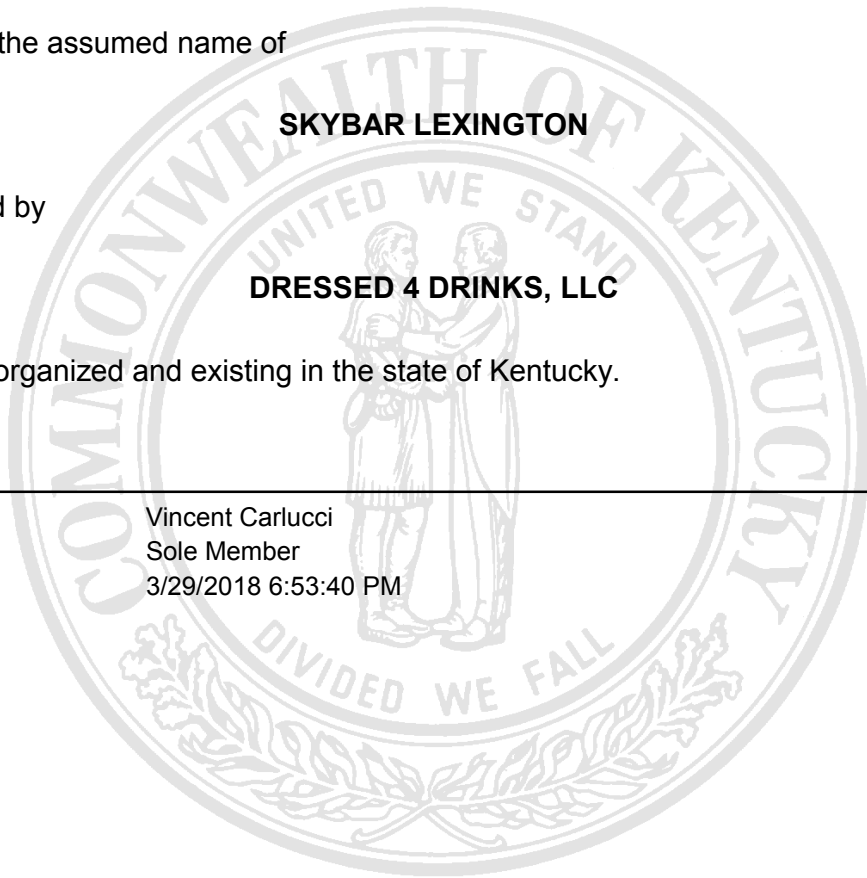 the assumed name of
SKYBAR LEXINGTON
d by
DRESSED 4 DRINKS, LLC
organized and existing in the state of Kentucky.
Vincent Carlucci
Sole Member
3/29/2018 6:53:40 PM
COMMONWEALTH OF KENTUCKY
UNITED WE STAND
DIVIDED WE FALL